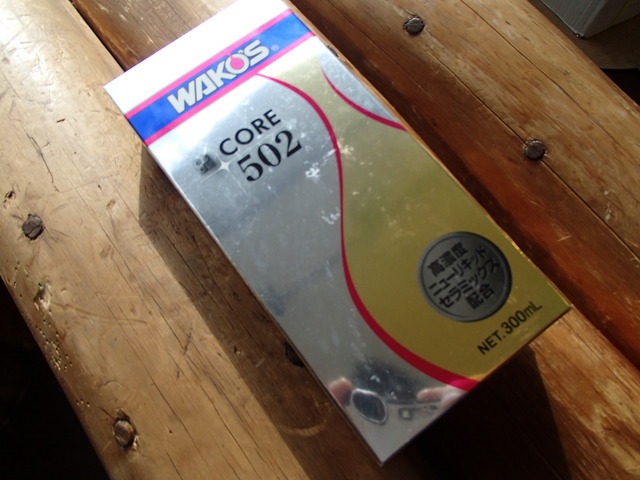 WAKO'S®
CORE
502
高濃度
ニューリキッド
セラミックス
配合
NET.300mL